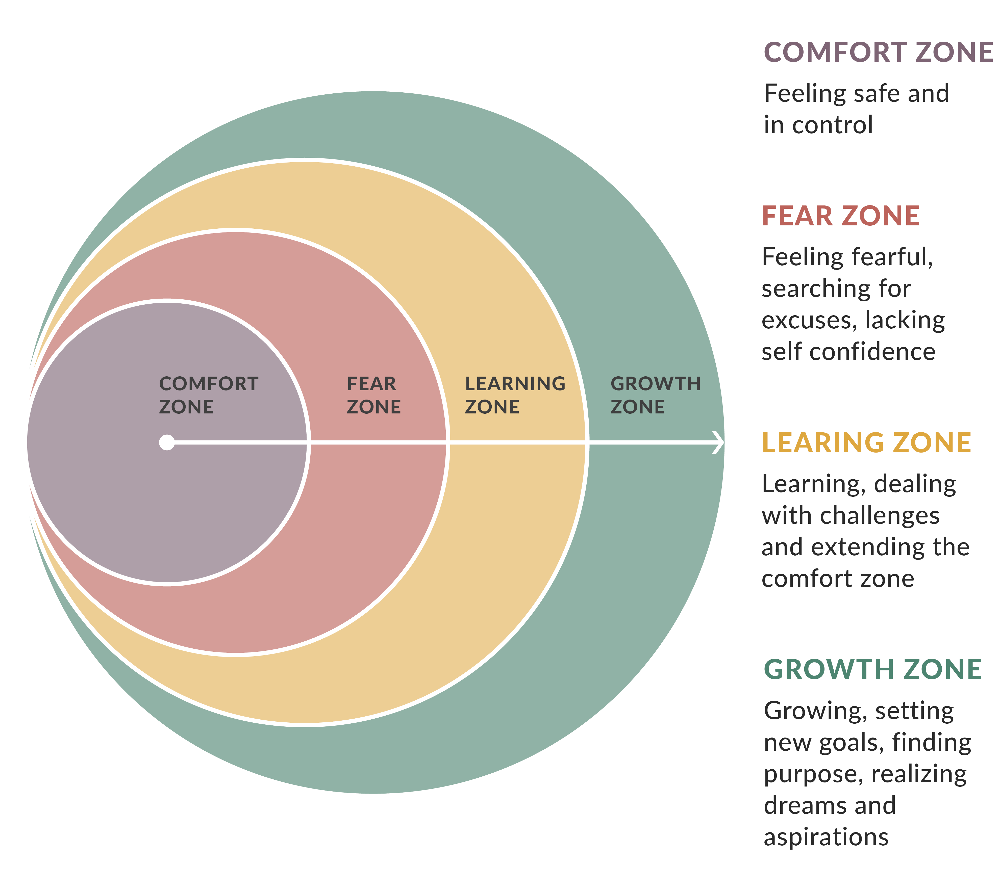 COMFORT ZONE
Feeling safe and
in control
FEAR ZONE
Feeling fearful,
searching for
excuses, lacking
self confidence
COMFORT
ZONE
FEAR
ZONE
LEARNING
ZONE
GROWTH
ZONE
LEARING ZONE
Learning, dealing
with challenges
and extending the
comfort zone
GROWTH ZONE
Growing, setting
new goals, finding
purpose, realizing
dreams and
aspirations